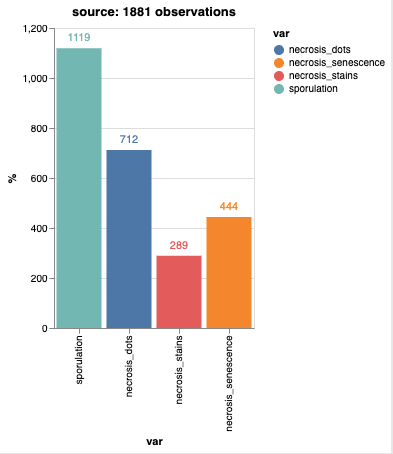 source: 1881 observations
1,200
1,000
800
600
400
200
0
%
1119
712
289
444
sporulation
necrosis_dots
necrosis_stains
necrosis_senescence
var
var
necrosis_dots
necrosis_senescence
necrosis_stains
sporulation